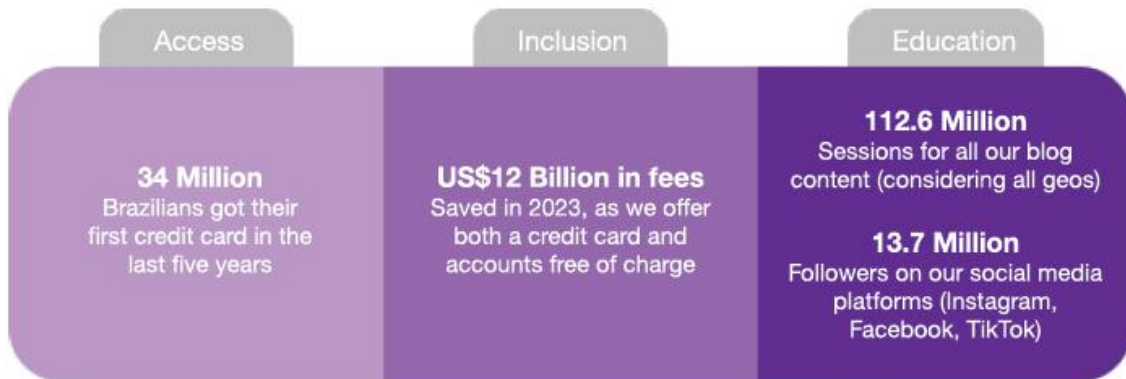 Access
34 Million
Brazilians got their
first credit card in the
last five years
Inclusion
US$12 Billion in fees
Saved in 2023, as we offer
both a credit card and
accounts free of charge
Education
112.6 Million
Sessions for all our blog
content (considering all geos)
13.7 Million
Followers on our social media
platforms (Instagram,
Facebook, TikTok)